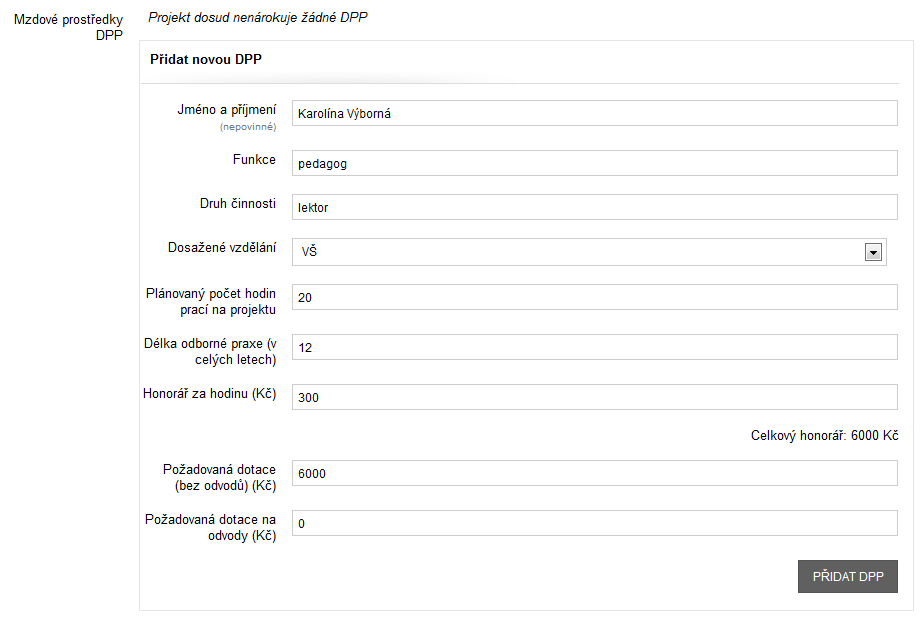 Mzdové prostředky
DPP
Projekt dosud nenárokuje žádné DPP
Přidat novou DPP
Jméno a příjmení
(nepovinné)
Karolína Výborná
Funkce
pedagog
Druh činnosti
lektor
Dosažené vzdělání
VŠ
Plánovaný počet hodin
prací na projektu
20
Délka odborné praxe (v
celých letech)
12
Honorář za hodinu (Kč)
300
Celkový honorář: 6000 Kč
Požadovaná dotace
(bez odvodů) (Kč)
6000
Požadovaná dotace na
odvody (Kč)
0
PŘIDAT DPP